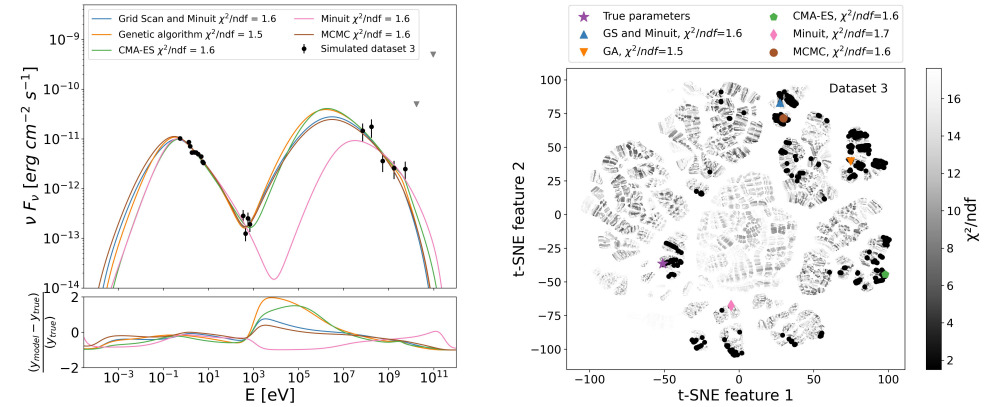 Grid Scan and Minuit χ²/ndf = 1.6
Genetic algorithm χ²/ndf = 1.5
CMA-ES χ²/ndf = 1.6
Minuit χ²/ndf = 1.6
MCMC χ²/ndf = 1.6
Simulated dataset 3
10⁻⁹
10⁻¹⁰
10⁻¹¹
10⁻¹²
10⁻¹³
10⁻¹⁴
ν Fᵥ [erg cm⁻² s⁻¹]
2
0
−2
(y_model − y_true)
(y_true)
10⁻³ 10⁻¹ 10¹ 10³ 10⁵ 10⁷ 10⁹ 10¹¹
E [eV]
True parameters
GS and Minuit, χ²/ndf=1.6
GA, χ²/ndf=1.5
CMA-ES, χ²/ndf=1.6
Minuit, χ²/ndf=1.7
MCMC, χ²/ndf=1.6
Dataset 3
100
75
50
25
0
−25
−50
−75
−100
t-SNE feature 2
−100 −50 0 50 100
t-SNE feature 1
16
14
12
10
8
6
4
2
χ²/ndf